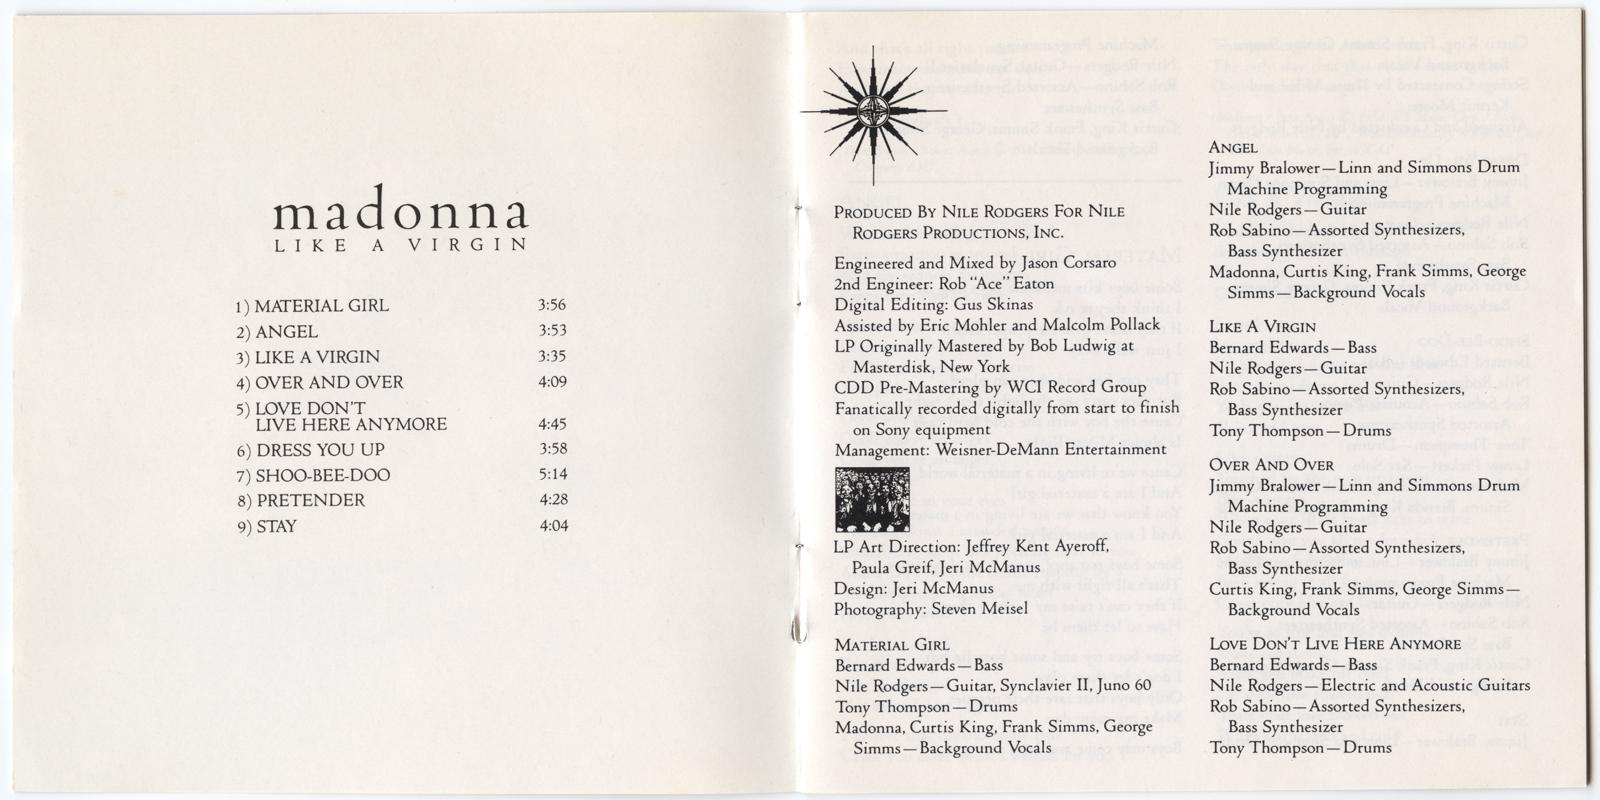 madonna
LIKE A VIRGIN
1) MATERIAL GIRL 3:56
2) ANGEL 3:53
3) LIKE A VIRGIN 3:35
4) OVER AND OVER 4:09
5) LOVE DON'T
LIVE HERE ANYMORE 4:45
6) DRESS YOU UP 3:58
7) SHOO-BEE-DOO 5:14
8) PRETENDER 4:28
9) STAY 4:04
PRODUCED BY NILE RODGERS FOR NILE
RODGERS PRODUCTIONS, INC.
Engineered and Mixed by Jason Corsaro
2nd Engineer: Rob "Ace" Eaton
Digital Editing: Gus Skinas
Assisted by Eric Mohler and Malcolm Pollack
LP Originally Mastered by Bob Ludwig at
Masterdisk, New York
CDD Pre-Mastering by WCI Record Group
Fanatically recorded digitally from start to finish
on Sony equipment
Management: Weisner-DeMann Entertainment
LP Art Direction: Jeffrey Kent Ayeroff,
Paula Greif, Jeri McManus
Design: Jeri McManus
Photography: Steven Meisel
MATERIAL GIRL
Bernard Edwards—Bass
Nile Rodgers—Guitar, Synclavier II, Juno 60
Tony Thompson—Drums
Madonna, Curtis King, Frank Simms, George
Simms—Background Vocals
ANGEL
Jimmy Bralower—Linn and Simmons Drum
Machine Programming
Nile Rodgers—Guitar
Rob Sabino—Assorted Synthesizers,
Bass Synthesizer
Madonna, Curtis King, Frank Simms, George
Simms—Background Vocals
LIKE A VIRGIN
Bernard Edwards—Bass
Nile Rodgers—Guitar
Rob Sabino—Assorted Synthesizers,
Bass Synthesizer
Tony Thompson—Drums
OVER AND OVER
Jimmy Bralower—Linn and Simmons Drum
Machine Programming
Nile Rodgers—Guitar
Rob Sabino—Assorted Synthesizers,
Bass Synthesizer
Curtis King, Frank Simms, George Simms—
Background Vocals
LOVE DON'T LIVE HERE ANYMORE
Bernard Edwards—Bass
Nile Rodgers—Electric and Acoustic Guitars
Rob Sabino—Assorted Synthesizers,
Bass Synthesizer
Tony Thompson—Drums